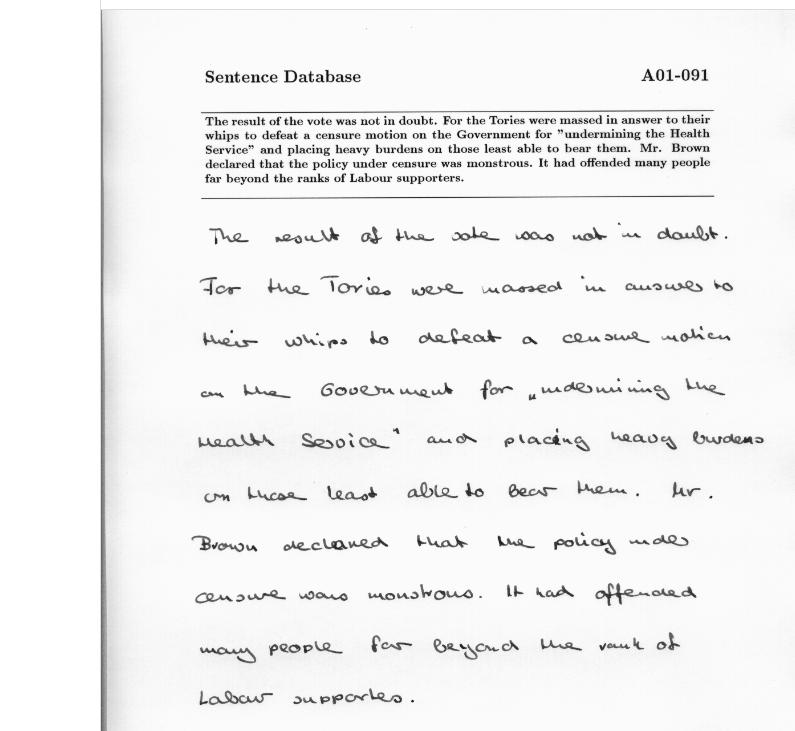 Sentence Database A01-091
The result of the vote was not in doubt. For the Tories were massed in answer to their
whips to defeat a censure motion on the Government for "undermining the Health
Service" and placing heavy burdens on those least able to bear them. Mr. Brown
declared that the policy under censure was monstrous. It had offended many people
far beyond the ranks of Labour supporters.
The result of the vote was not in doubt.
For the Tories were massed in answer to
their whips to defeat a censure motion
on the Government for „undermining the
Health Service" and placing heavy burdens
on those least able to bear them. Mr.
Brown declared that the policy under
censure was monstrous. It had offended
many people far beyond the rank of
Labour supportes.